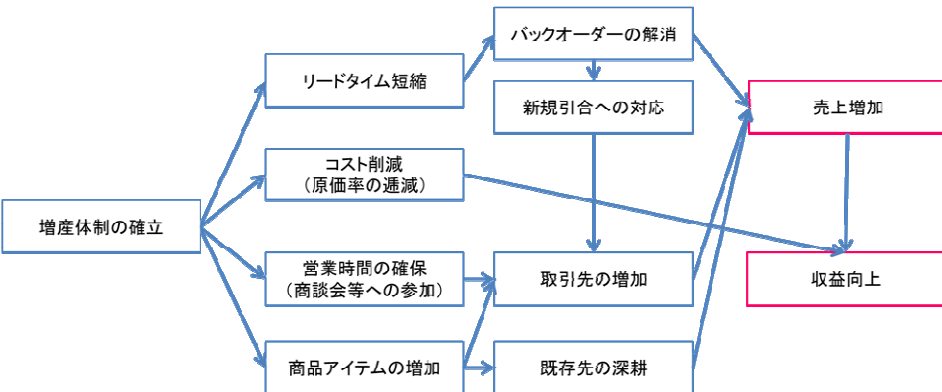 バックオーダーの解消
リードタイム短縮
新規引合への対応
売上増加
コスト削減
（原価率の逓減）
増産体制の確立
営業時間の確保
（商談会等への参加）
取引先の増加
収益向上
商品アイテムの増加
既存先の深耕